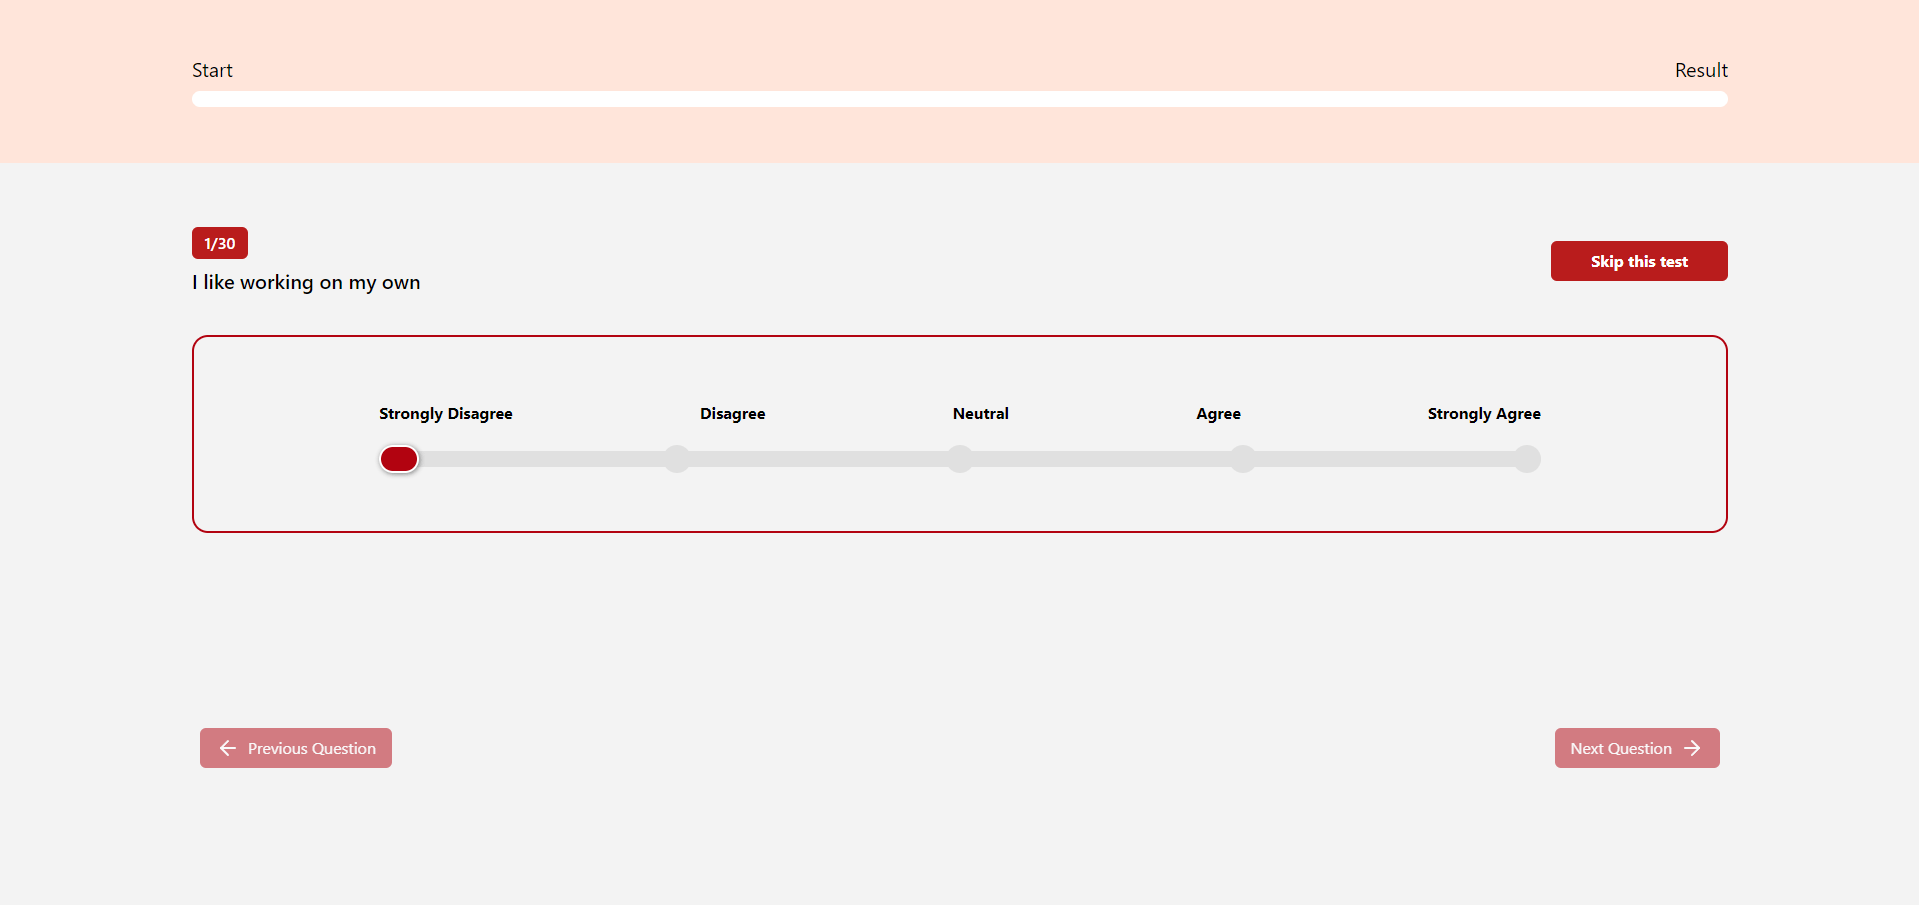 Start
Result
1/30
I like working on my own
Skip this test
Strongly Disagree
Disagree
Neutral
Agree
Strongly Agree
Previous Question
Next Question